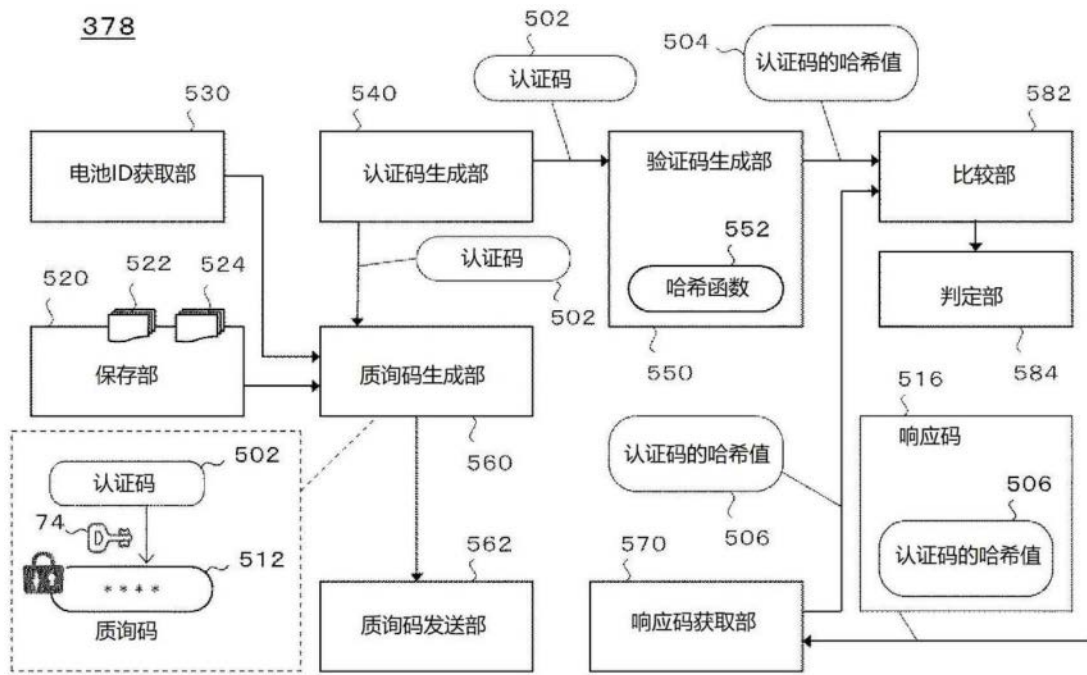 378
502
504
认证码
认证码的哈希值
530
540
582
电池ID获取部
认证码生成部
验证码生成部
比较部
552
认证码
哈希函数
502
520
522
524
判定部
保存部
质询码生成部
550
584
516
响应码
560
认证码的哈希值
502
认证码
506
506
认证码的哈希值
74
D
512
****
质询码
562
570
质询码发送部
响应码获取部